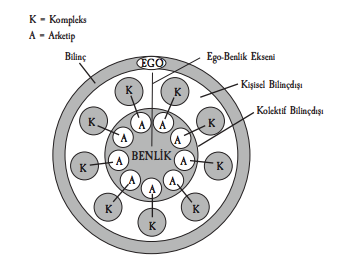 K = Kompleks
A = Arketip
Bilinç
EGO
Ego-Benlik Ekseni
Kişisel Bilinçdışı
Kolektif Bilinçdışı
K
K
K
K
A
A
A
A
BENLİK
K
A
A
K
A
A
A
K
K
K